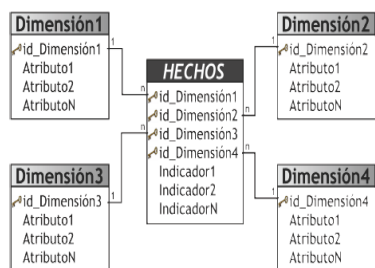 Dimensión1
id_Dimensión1
Atributo1
Atributo2
AtributoN
1
n
HECHOS
id_Dimensión1
id_Dimensión2
id_Dimensión3
id_Dimensión4
Indicador1
Indicador2
IndicadorN
Dimensión2
id_Dimensión2
Atributo1
Atributo2
AtributoN
1
n
Dimensión3
id_Dimensión3
Atributo1
Atributo2
AtributoN
1
n
Dimensión4
id_Dimensión4
Atributo1
Atributo2
AtributoN
1
n